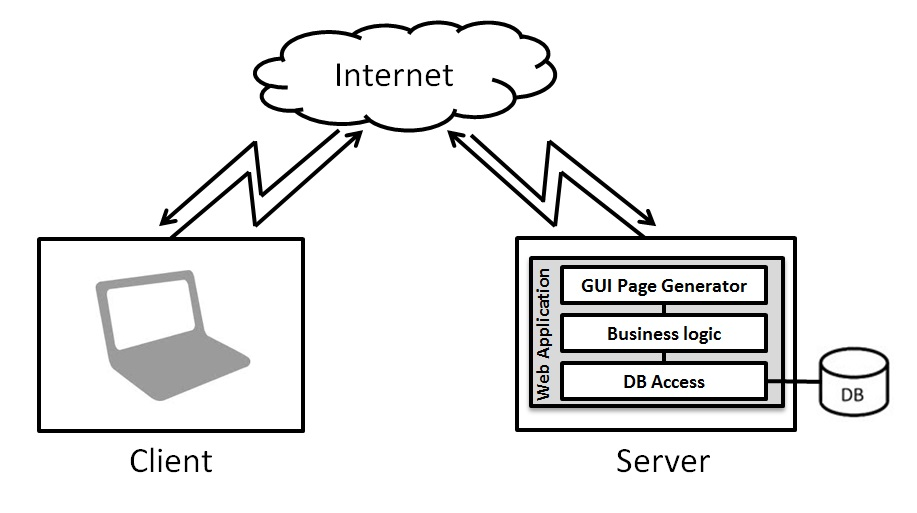 Internet
Web Application
GUI Page Generator
Business logic
DB Access
DB
Client
Server